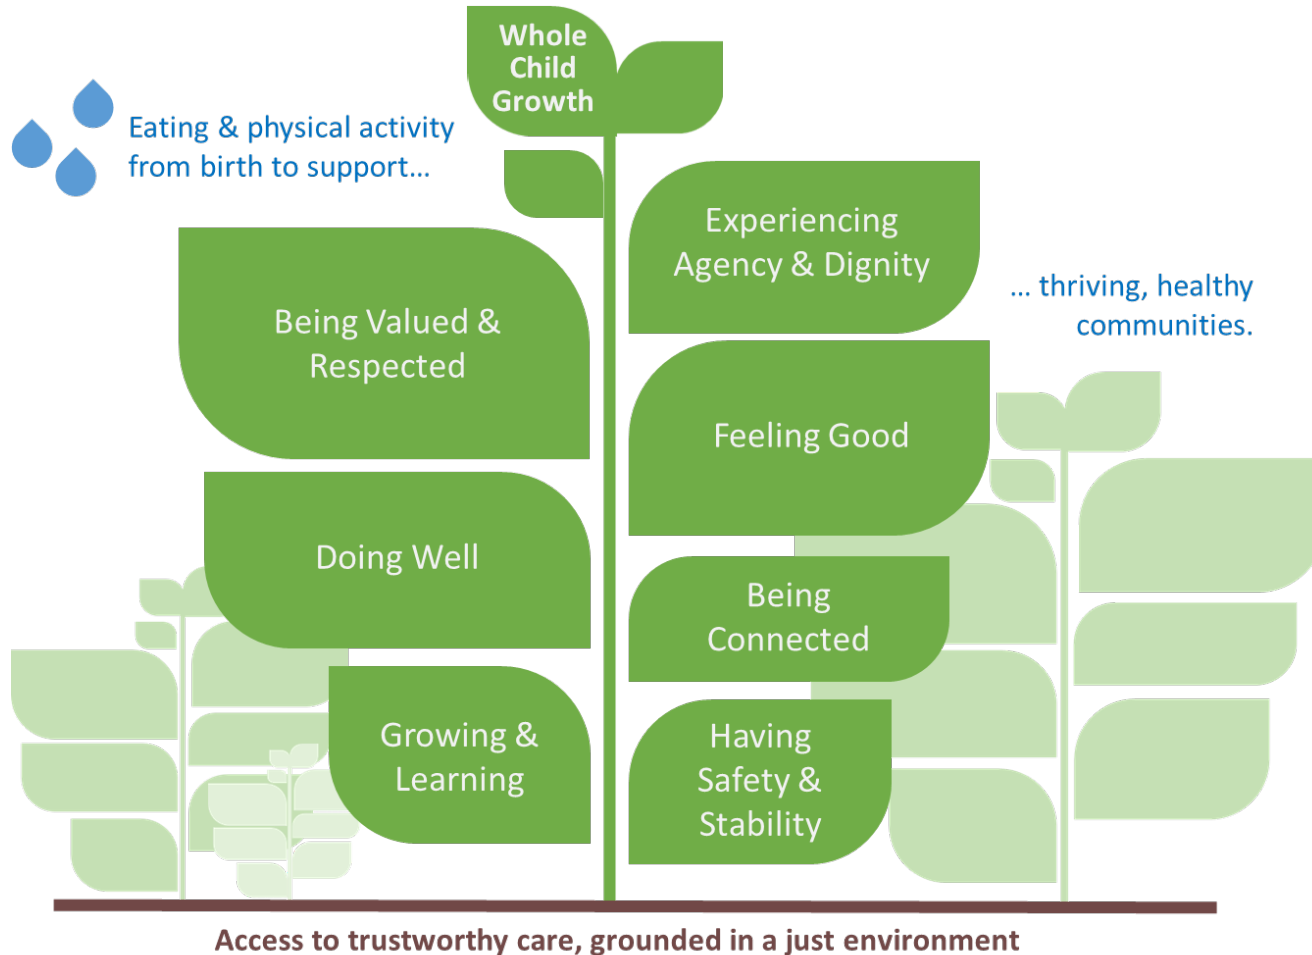 Whole
Child
Growth
Eating & physical activity
from birth to support...
Experiencing
Agency & Dignity
... thriving, healthy
communities.
Being Valued &
Respected
Feeling Good
Doing Well
Being
Connected
Growing &
Learning
Having
Safety &
Stability
Access to trustworthy care, grounded in a just environment